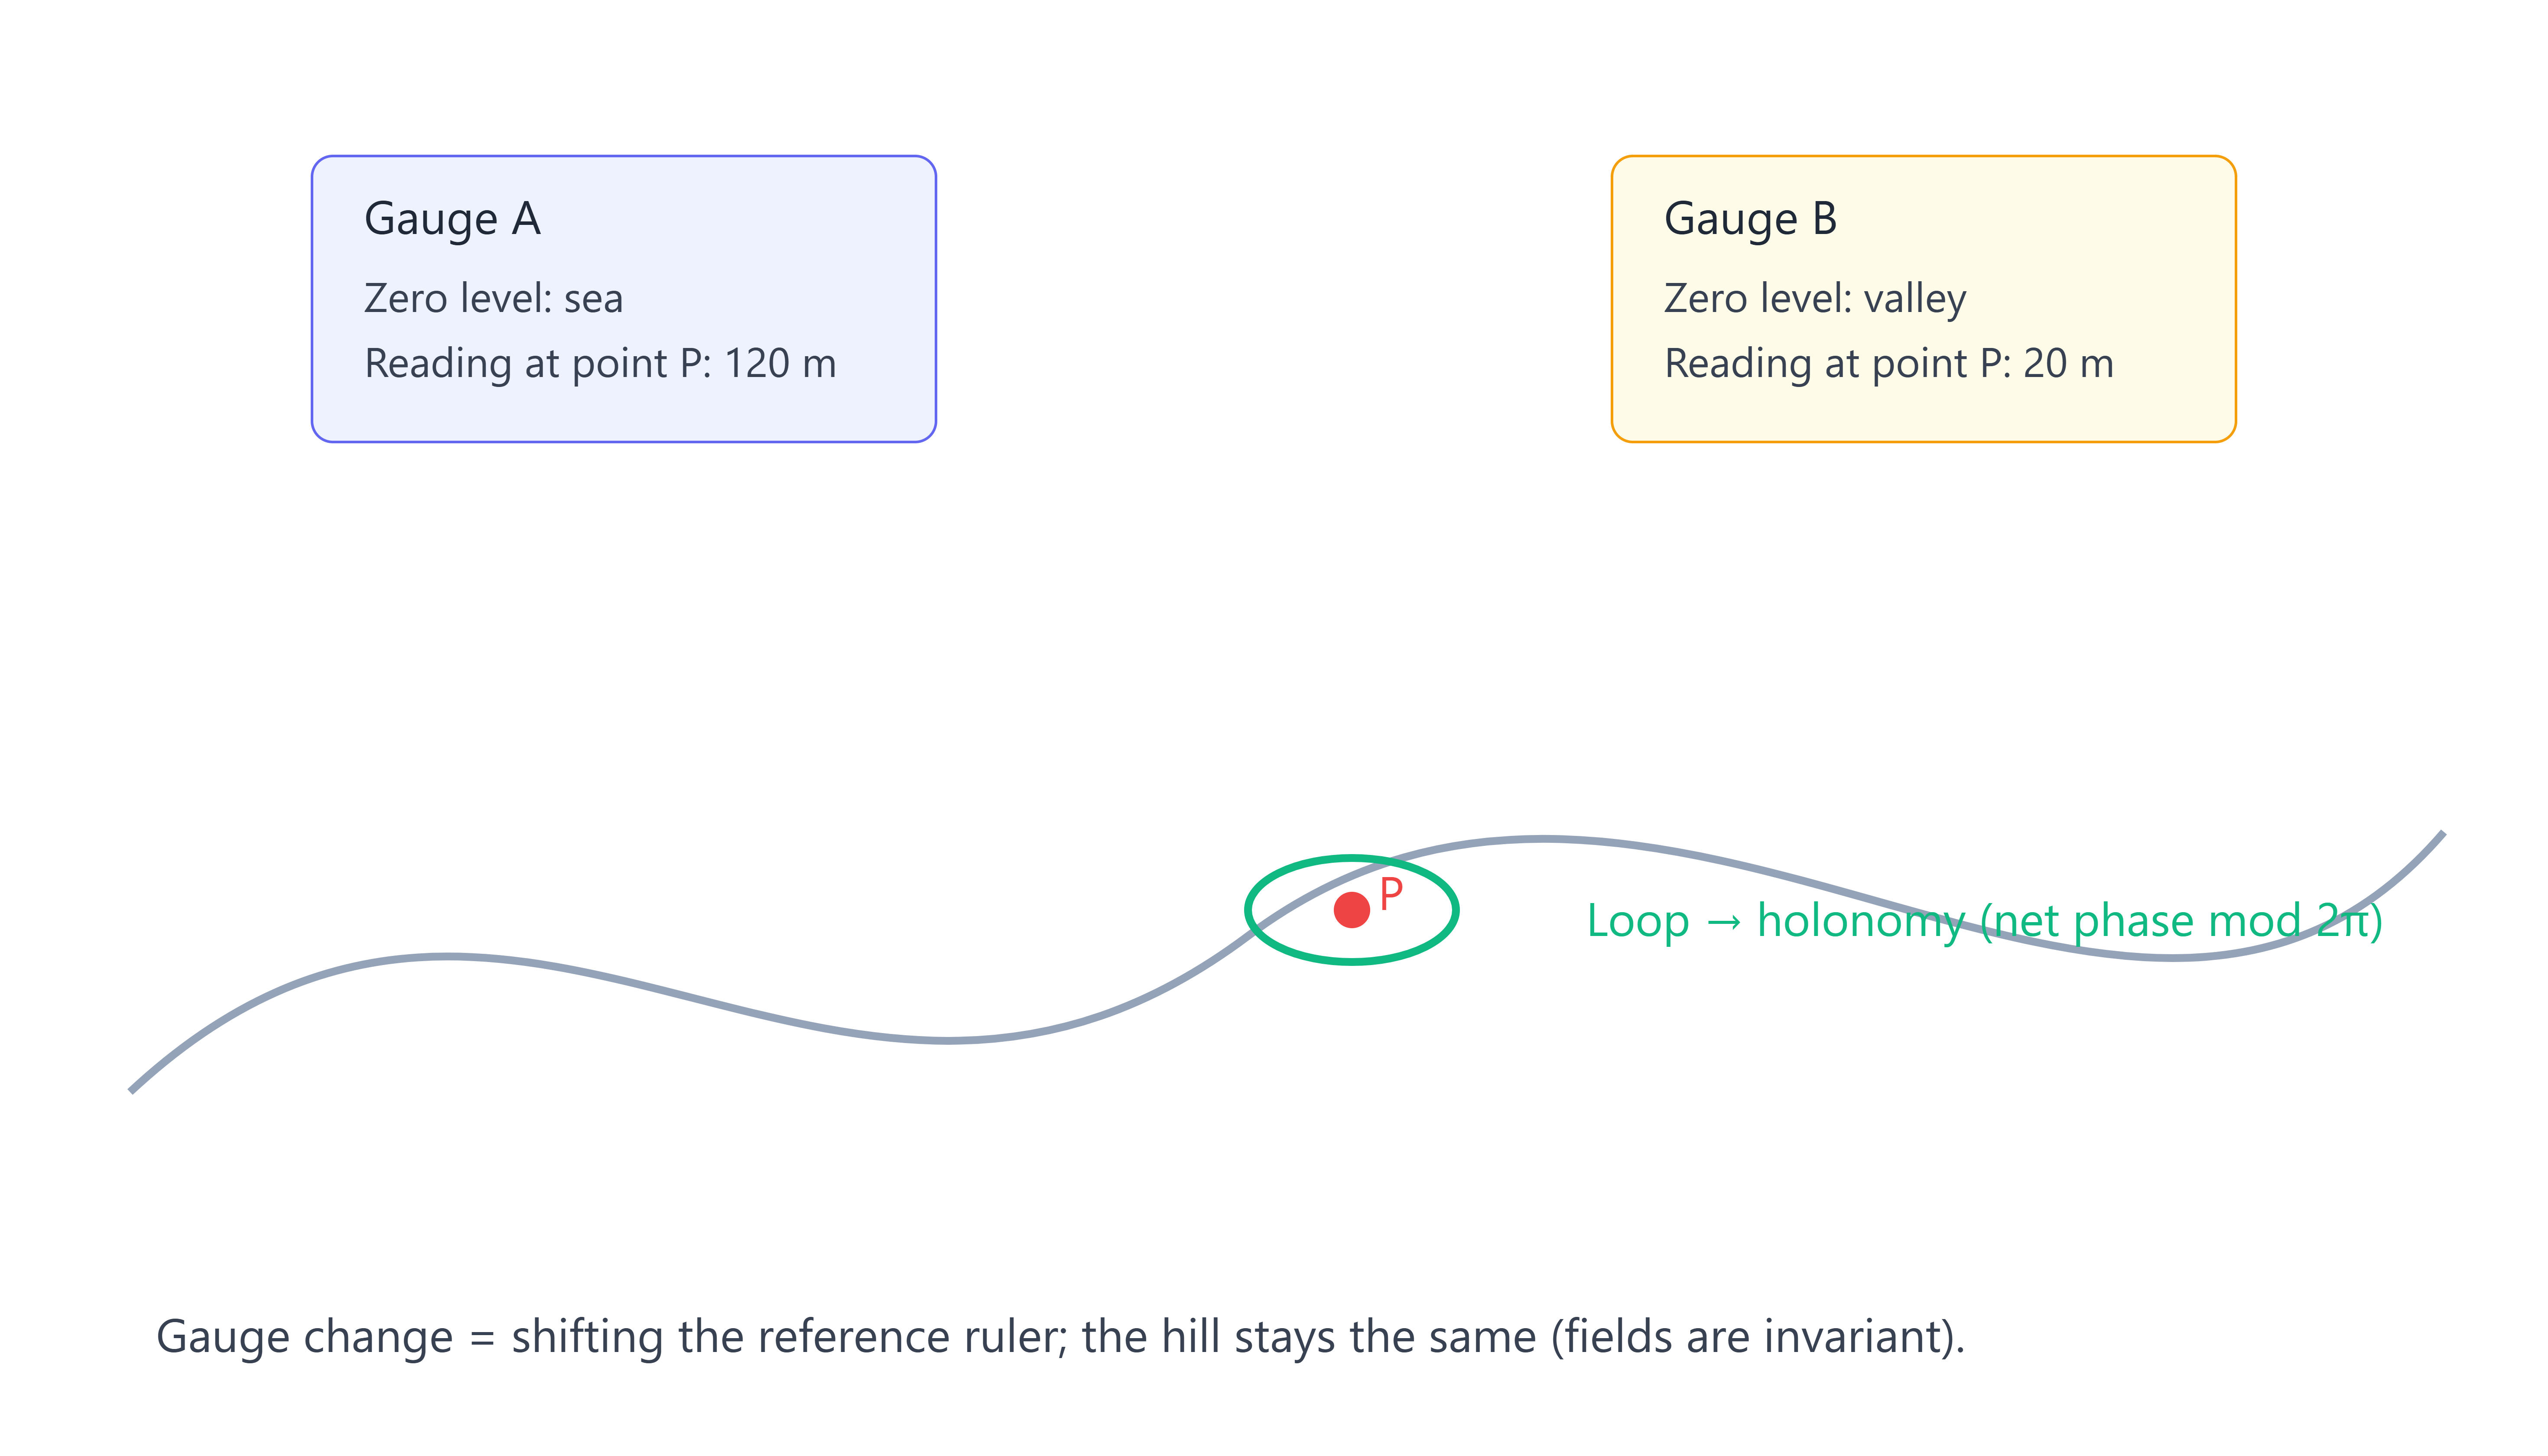 Gauge A
Zero level: sea
Reading at point P: 120 m
Gauge B
Zero level: valley
Reading at point P: 20 m
P
Loop → holonomy (net phase mod 2π)
Gauge change = shifting the reference ruler; the hill stays the same (fields are invariant).